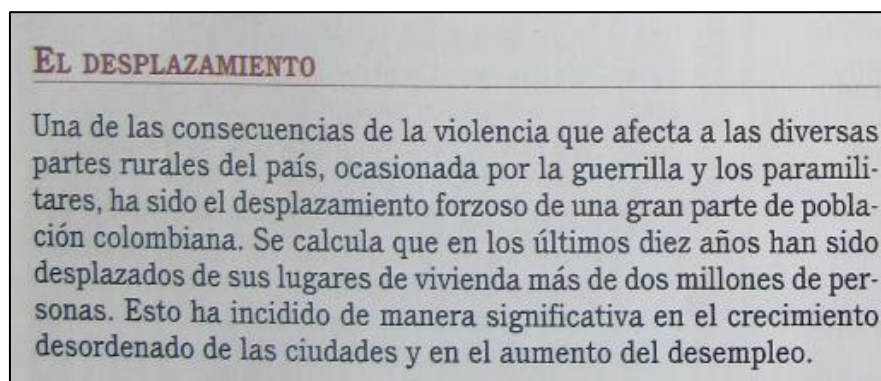 EL DESPLAZAMIENTO
Una de las consecuencias de la violencia que afecta a las diversas
partes rurales del país, ocasionada por la guerrilla y los paramili-
tares, ha sido el desplazamiento forzoso de una gran parte de pobla-
ción colombiana. Se calcula que en los últimos diez años han sido
desplazados de sus lugares de vivienda más de dos millones de per-
sonas. Esto ha incidido de manera significativa en el crecimiento
desordenado de las ciudades y en el aumento del desempleo.